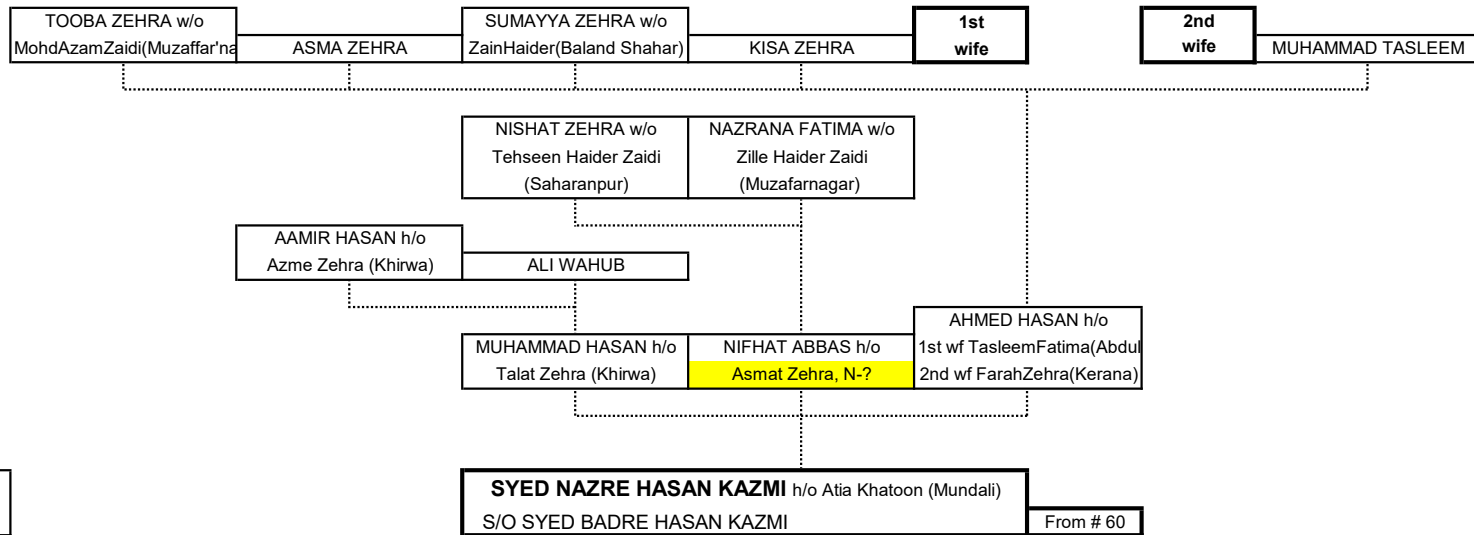 TOOBA ZEHRA w/o
MohdAzamZaidi(Muzaffar'na
ASMA ZEHRA
SUMAYYA ZEHRA w/o
ZainHaider(Baland Shahar)
KISA ZEHRA
1st
wife
2nd
wife
MUHAMMAD TASLEEM
NISHAT ZEHRA w/o
Tehseen Haider Zaidi
(Saharanpur)
NAZRANA FATIMA w/o
Zille Haider Zaidi
(Muzafarnagar)
AAMIR HASAN h/o
Azme Zehra (Khirwa)
ALI WAHUB
MUHAMMAD HASAN h/o
Talat Zehra (Khirwa)
NIFHAT ABBAS h/o
Asmat Zehra, N-?
AHMED HASAN h/o
1st wf TasleemFatima(Abdul
2nd wf FarahZehra(Kerana)
SYED NAZRE HASAN KAZMI h/o Atia Khatoon (Mundali)
S/O SYED BADRE HASAN KAZMI
From # 60